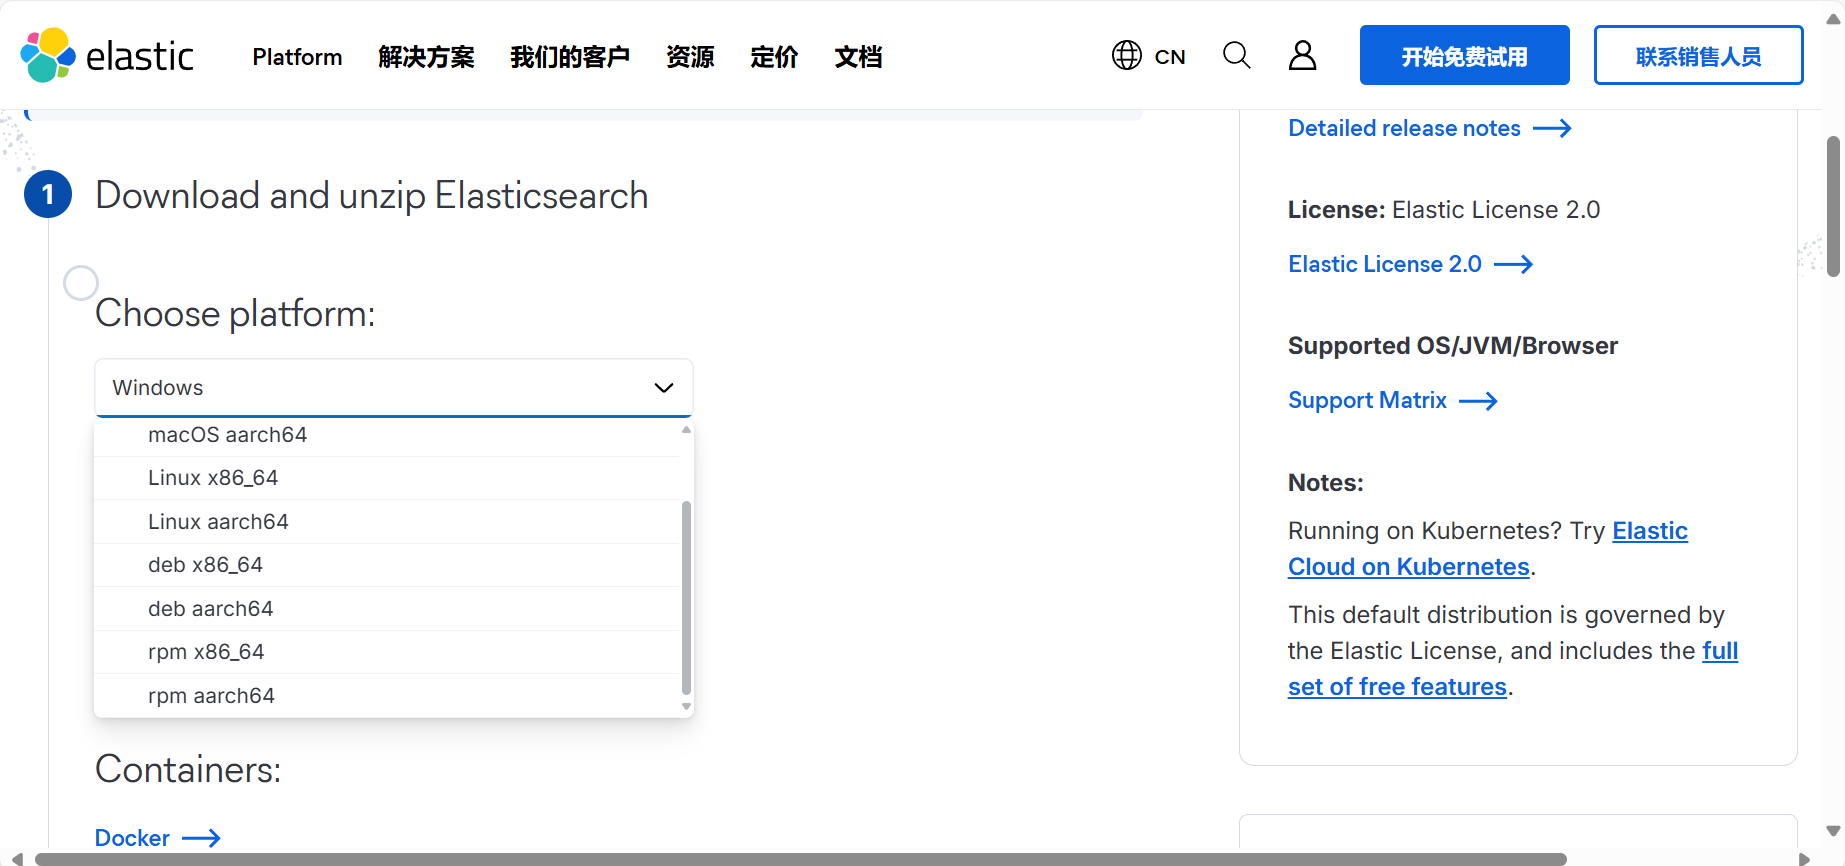 elastic
Platform 解决方案 我们的客户 资源 定价 文档
CN
开始免费试用
联系销售人员
1 Download and unzip Elasticsearch
Choose platform:
Windows
macOS aarch64
Linux x86_64
Linux aarch64
deb x86_64
deb aarch64
rpm x86_64
rpm aarch64
Containers:
Docker
Detailed release notes
License: Elastic License 2.0
Elastic License 2.0
Supported OS/JVM/Browser
Support Matrix
Notes:
Running on Kubernetes? Try Elastic
Cloud on Kubernetes.
This default distribution is governed by
the Elastic License, and includes the full
set of free features.